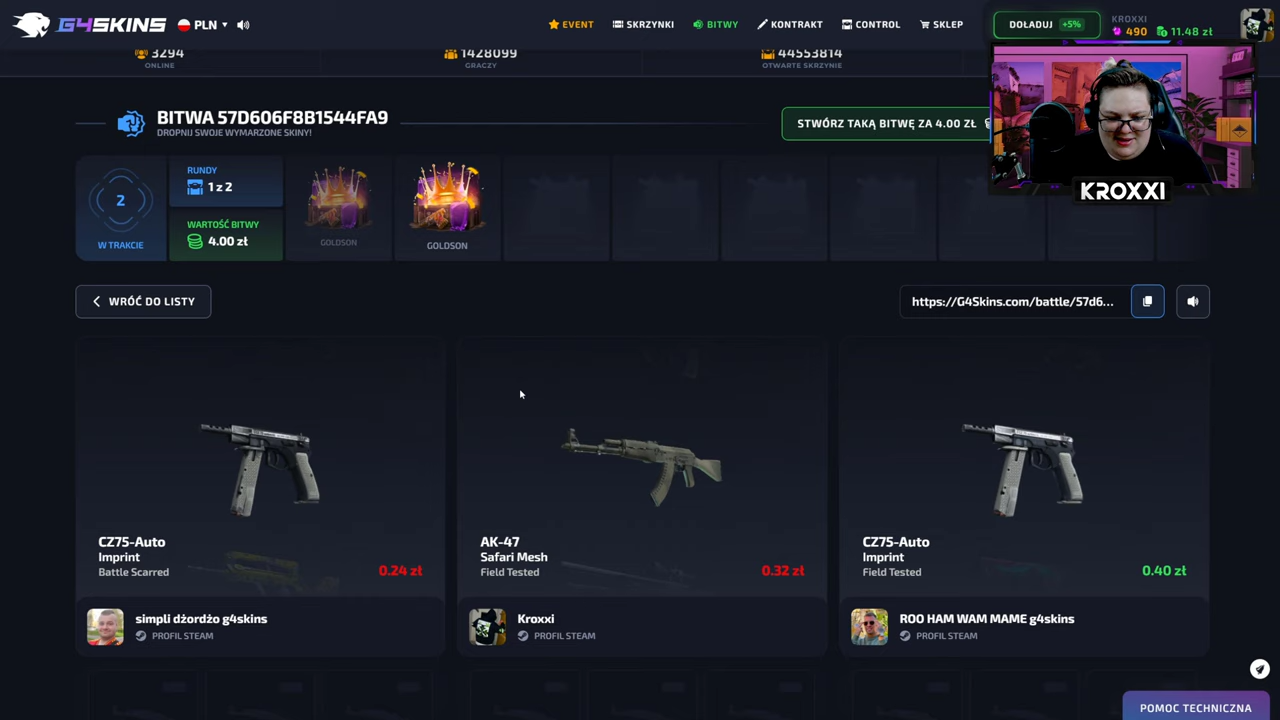 G4SKINS
PLN
EVENT
SKRZYNKI
BITWY
KONTRAKT
CONTROL
SKLEP
DOŁADUJ +5%
KROXXI
490 11.48 zł
3294
ONLINE
1428099
GRACZY
44553814
OTWARTE SKRZYNIE
BITWA 57D606F8B1544FA9
DROPNIJ SWOJE WYMARZONE SKINY!
STWÓRZ TAKĄ BITWĘ ZA 4.00 ZŁ
KROXXI
2
W TRAKCIE
RUNDY
1 z 2
WARTOŚĆ BITWY
4.00 zł
GOLDSON
GOLDSON
WRÓĆ DO LISTY
https://G4Skins.com/battle/57d6...
CZ75-Auto
Imprint
Battle Scarred
0.24 zł
AK-47
Safari Mesh
Field Tested
0.32 zł
CZ75-Auto
Imprint
Field Tested
0.40 zł
simpli dżordżo g4skins
PROFIL STEAM
Kroxxi
PROFIL STEAM
ROO HAM WAM MAME g4skins
PROFIL STEAM
POMOC TECHNICZNA